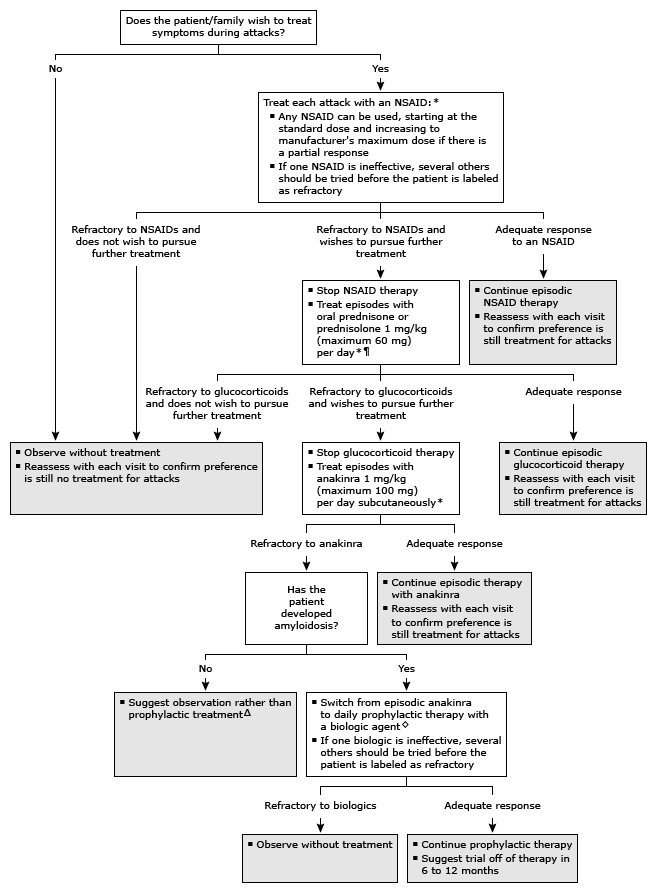 Does the patient/family wish to treat
symptoms during attacks?
No
Yes
Treat each attack with an NSAID:*
▪ Any NSAID can be used, starting at the
standard dose and increasing to
manufacturer's maximum dose if there is
a partial response
▪ If one NSAID is ineffective, several others
should be tried before the patient is labeled
as refractory
Refractory to NSAIDs and
does not wish to pursue
further treatment
Refractory to NSAIDs and
wishes to pursue further
treatment
Adequate response
to an NSAID
▪ Stop NSAID therapy
▪ Treat episodes with
oral prednisone or
prednisolone 1 mg/kg
(maximum 60 mg)
per day*¶
▪ Continue episodic
NSAID therapy
▪ Reassess with each visit
to confirm preference is
still treatment for attacks
Refractory to glucocorticoids
and does not wish to pursue
further treatment
Refractory to glucocorticoids
and wishes to pursue further
treatment
Adequate response
▪ Observe without treatment
▪ Reassess with each visit to confirm preference
is still no treatment for attacks
▪ Stop glucocorticoid therapy
▪ Treat episodes with
anakinra 1 mg/kg
(maximum 100 mg)
per day subcutaneously*
▪ Continue episodic
glucocorticoid therapy
▪ Reassess with each visit
to confirm preference is
still treatment for attacks
Refractory to anakinra
Adequate response
Has the
patient
developed
amyloidosis?
▪ Continue episodic therapy
with anakinra
▪ Reassess with each visit
to confirm preference is
still treatment for attacks
No
Yes
▪ Suggest observation rather than
prophylactic treatmentΔ
▪ Switch from episodic anakinra
to daily prophylactic therapy with
a biologic agent◇
▪ If one biologic is ineffective, several
others should be tried before the
patient is labeled as refractory
Refractory to biologics
Adequate response
▪ Observe without treatment
▪ Continue prophylactic therapy
▪ Suggest trial off of therapy in
6 to 12 months